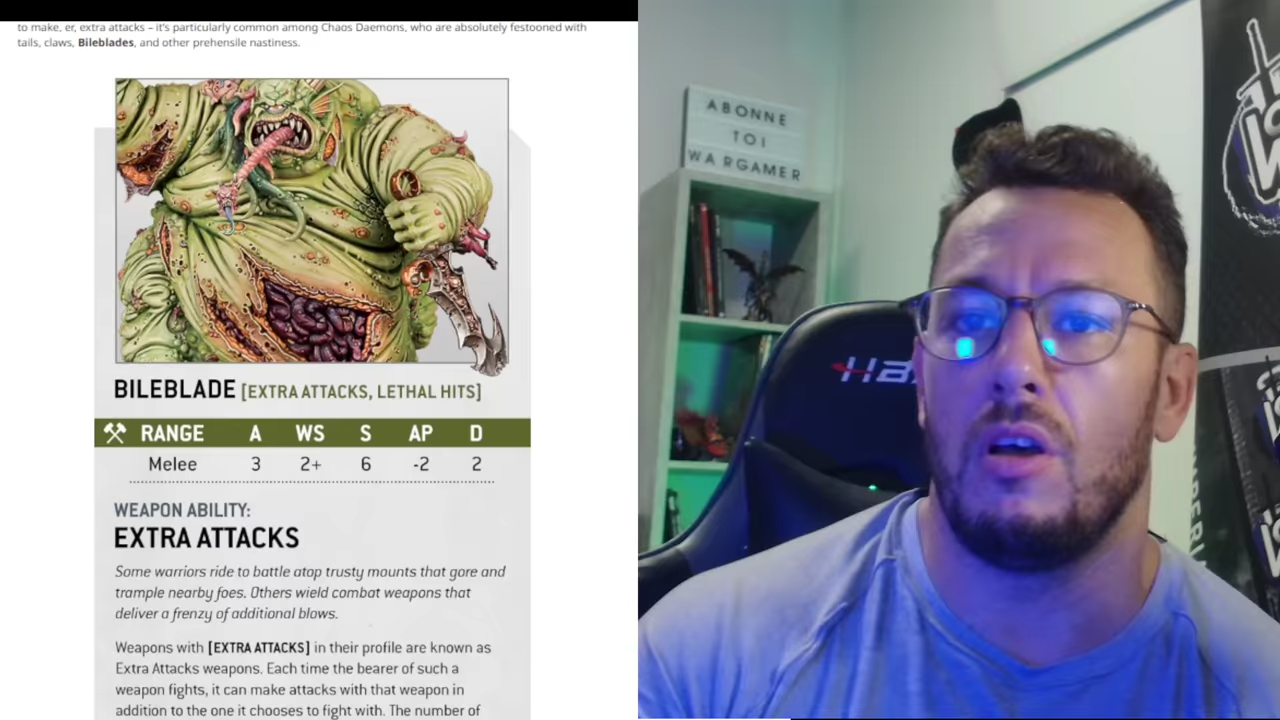 to make, er, extra attacks – it's particularly common among Chaos Daemons, who are absolutely festooned with
tails, claws, Bileblades, and other prehensile nastiness.
BILEBLADE [EXTRA ATTACKS, LETHAL HITS]
RANGE A WS S AP D
Melee 3 2+ 6 -2 2
WEAPON ABILITY:
EXTRA ATTACKS
Some warriors ride to battle atop trusty mounts that gore and
trample nearby foes. Others wield combat weapons that
deliver a frenzy of additional blows.
Weapons with [EXTRA ATTACKS] in their profile are known as
Extra Attacks weapons. Each time the bearer of such a
weapon fights, it can make attacks with that weapon in
addition to the one it chooses to fight with. The number of
ABONNE
TOI
WARGAMER